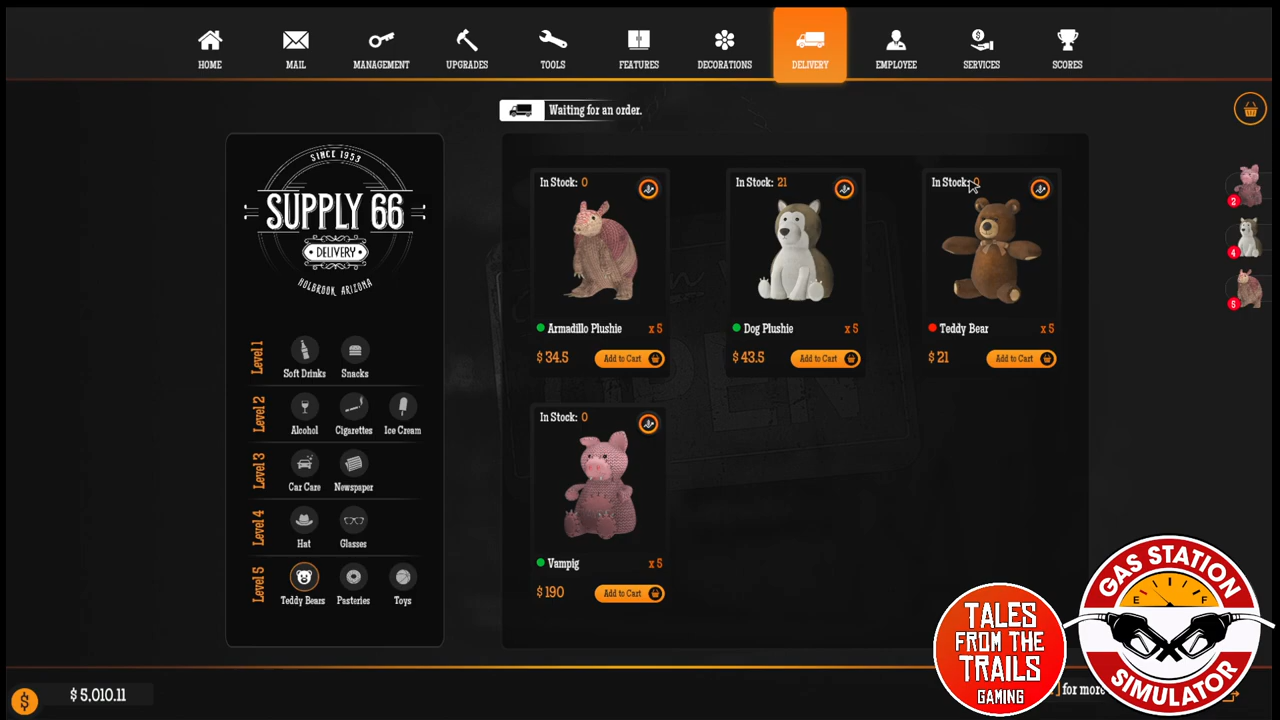 HOME
MAIL
MANAGEMENT
UPGRADES
TOOLS
FEATURES
DECORATIONS
DELIVERY
EMPLOYEE
SERVICES
SCORES
Waiting for an order.
SINCE 1953
SUPPLY 66
DELIVERY
HOLBROOK, ARIZONA
Level 1
Soft Drinks
Snacks
Level 2
Alcohol
Cigarettes
Ice Cream
Level 3
Car Care
Newspaper
Level 4
Hat
Glasses
Level 5
Teddy Bears
Pasteries
Toys
In Stock: 0
Armadillo Plushie x 5
$ 34.5 Add to Cart
In Stock: 21
Dog Plushie x 5
$ 43.5 Add to Cart
In Stock: 0
Teddy Bear x 5
$ 21 Add to Cart
In Stock: 0
Vampig x 5
$ 190 Add to Cart
2
4
5
$ $ 5,010.11
for more
TALES
FROM THE
TRAILS
GAMING
GAS STATION
E F
SIMULATOR